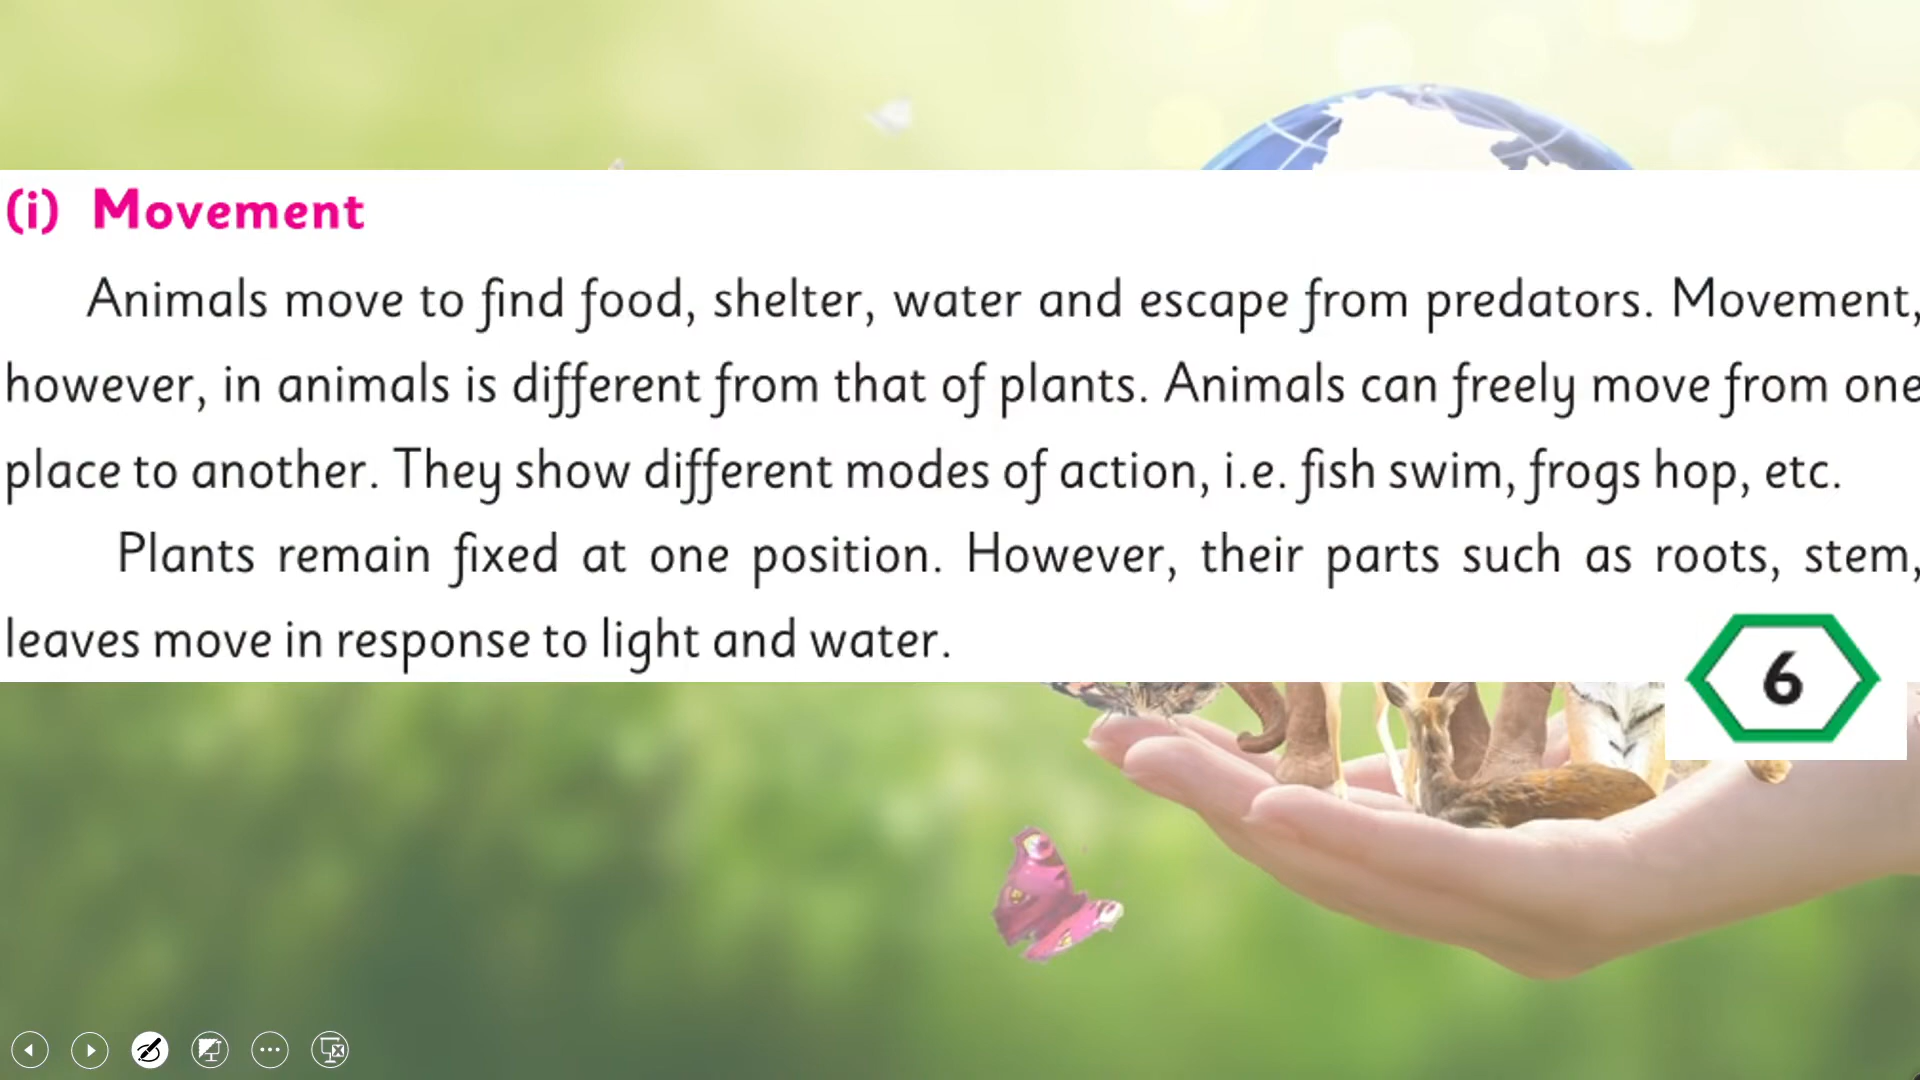 (i) Movement
Animals move to find food, shelter, water and escape from predators. Movement,
however, in animals is different from that of plants. Animals can freely move from one
place to another. They show different modes of action, i.e. fish swim, frogs hop, etc.
Plants remain fixed at one position. However, their parts such as roots, stem,
leaves move in response to light and water.
6